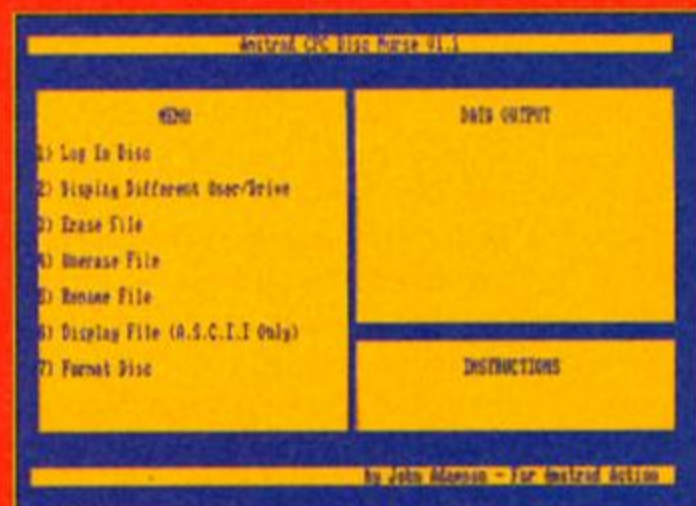 Amstrad CPC Disc Nurse V1.1
MENU
1) Log In Disc
2) Display Different User/Drive
3) Erase File
4) Unerase File
5) Rename File
6) Display File (A.S.C.I.I Only)
7) Format Disc
DATA OUTPUT
INSTRUCTIONS
by John - For Amstrad Action